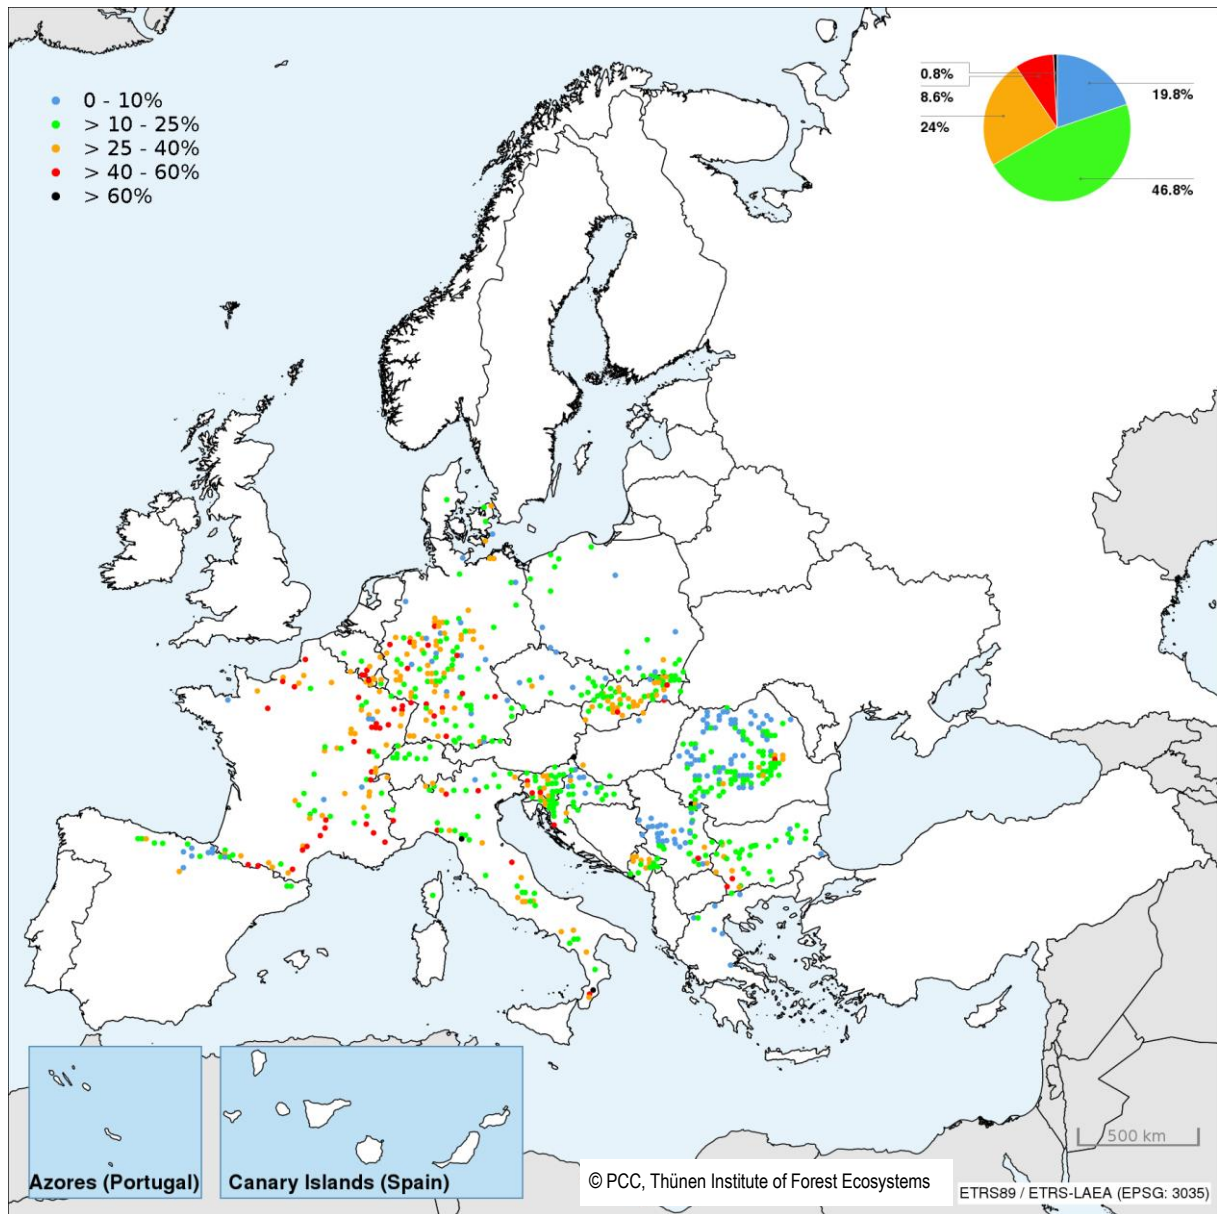 0 - 10%
> 10 - 25%
> 25 - 40%
> 40 - 60%
> 60%
0.8%
8.6%
24%
19.8%
46.8%
500 km
Azores (Portugal)
Canary Islands (Spain)
© PCC, Thünen Institute of Forest Ecosystems
ETRS89 / ETRS-LAEA (EPSG: 3035)